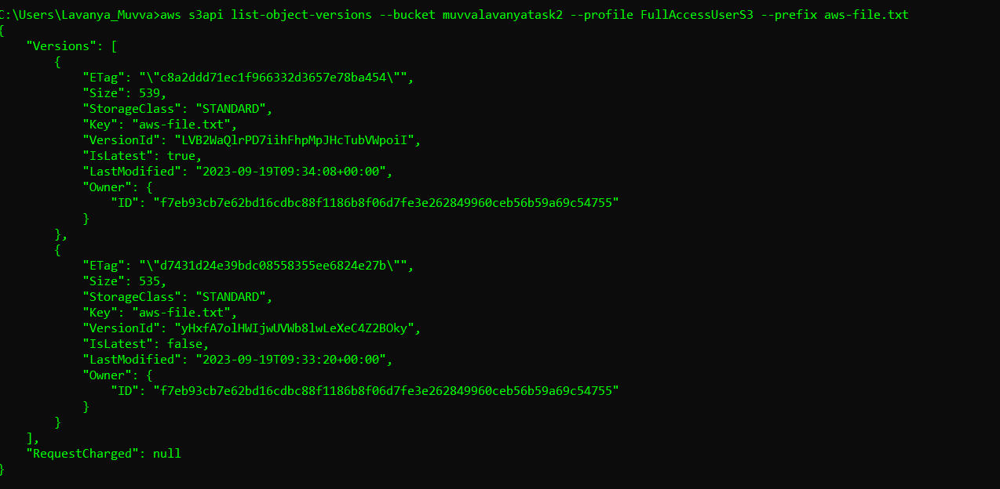 C:\Users\Lavanya_Muvva>aws s3api list-object-versions --bucket muvvalavanyatask2 --profile FullAccessUserS3 --prefix aws-file.txt
{
    "Versions": [
        {
            "ETag": "\"c8a2ddd71ec1f966332d3657e78ba454\"",
            "Size": 539,
            "StorageClass": "STANDARD",
            "Key": "aws-file.txt",
            "VersionId": "LVB2WaQlrPD7iihFhpMpJHcTubVWpoiI",
            "IsLatest": true,
            "LastModified": "2023-09-19T09:34:08+00:00",
            "Owner": {
                "ID": "f7eb93cb7e62bd16cdbc88f1186b8f06d7fe3e262849960ceb56b59a69c54755"
            }
        },
        {
            "ETag": "\"d7431d24e39bdc08558355ee6824e27b\"",
            "Size": 535,
            "StorageClass": "STANDARD",
            "Key": "aws-file.txt",
            "VersionId": "yHxfA7olHWIjwUVWb8lwLeXeC4Z2BOky",
            "IsLatest": false,
            "LastModified": "2023-09-19T09:33:20+00:00",
            "Owner": {
                "ID": "f7eb93cb7e62bd16cdbc88f1186b8f06d7fe3e262849960ceb56b59a69c54755"
            }
        }
    ],
    "RequestCharged": null
}